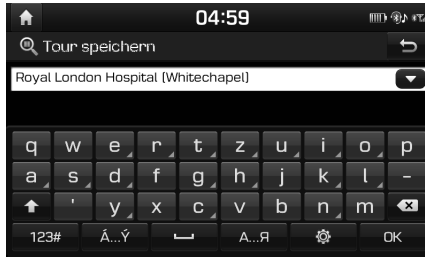 04:59
Tour speichern
Royal London Hospital (Whitechapel)
q w e r t z u i o p
a s d f g h j k l -
' y x c v b n m
123# Á...Ý A...Я OK